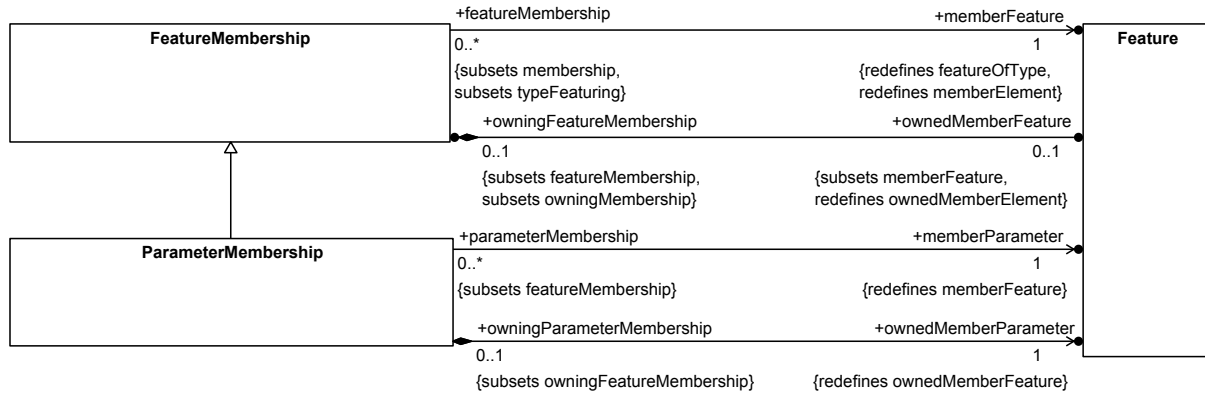 +featureMembership
+memberFeature
FeatureMembership
Feature
0..*
1
{subsets membership,
subsets typeFeaturing}
{redefines featureOfType,
redefines memberElement}
+owningFeatureMembership
+ownedMemberFeature
0..1
0..1
{subsets featureMembership,
subsets owningMembership}
{subsets memberFeature,
redefines ownedMemberElement}
+parameterMembership
+memberParameter
ParameterMembership
0..*
1
{subsets featureMembership}
{redefines memberFeature}
+owningParameterMembership
+ownedMemberParameter
0..1
1
{subsets owningFeatureMembership}
{redefines ownedMemberFeature}